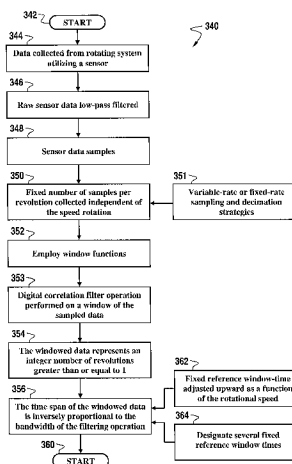 342
START
340
344
Data collected from rotating system
utilizing a sensor
346
Raw sensor data low-pass filtered
348
Sensor data samples
350
351
Fixed number of samples per
revolution collected independent of
the speed rotation
Variable-rate or fixed-rate
sampling and decimation
strategies
352
Employ window functions
353
Digital correlation filter operation
performed on a window of the
sampled data
354
The windowed data represents an
integer number of revolutions
greater than or equal to 1
362
Fixed reference window-time
adjusted upward as a function
of the rotational speed
356
The time span of the windowed data
is inversely proportional to the
bandwidth of the filtering operation
364
Designate several fixed
reference window times
360
START